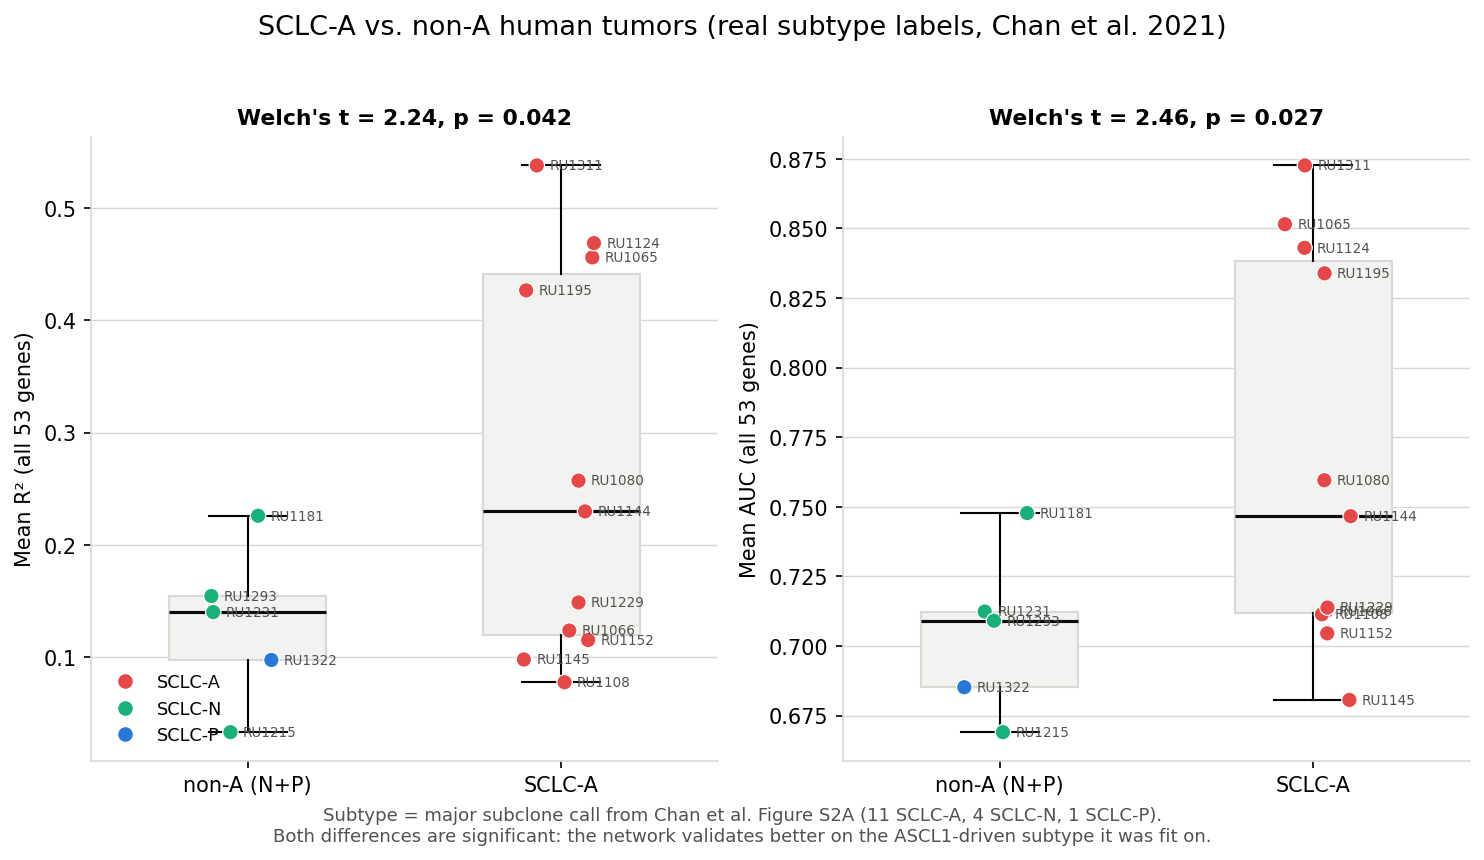 SCLC-A vs. non-A human tumors (real subtype labels, Chan et al. 2021)
Welch's t = 2.24, p = 0.042
Mean R² (all 53 genes)
0.5
0.4
0.3
0.2
0.1
RU1311
RU1124
RU1065
RU1195
RU1080
RU1144
RU1181
RU1293
RU1231
RU1229
RU1066
RU1152
RU1322
RU1145
RU1108
RU1215
SCLC-A
SCLC-N
SCLC-P
non-A (N+P)
SCLC-A
Welch's t = 2.46, p = 0.027
Mean AUC (all 53 genes)
0.875
0.850
0.825
0.800
0.775
0.750
0.725
0.700
0.675
RU1311
RU1065
RU1124
RU1195
RU1080
RU1144
RU1181
RU1231
RU1293
RU1229
RU1066
RU1108
RU1152
RU1322
RU1145
RU1215
non-A (N+P)
SCLC-A
Subtype = major subclone call from Chan et al. Figure S2A (11 SCLC-A, 4 SCLC-N, 1 SCLC-P).
Both differences are significant: the network validates better on the ASCL1-driven subtype it was fit on.